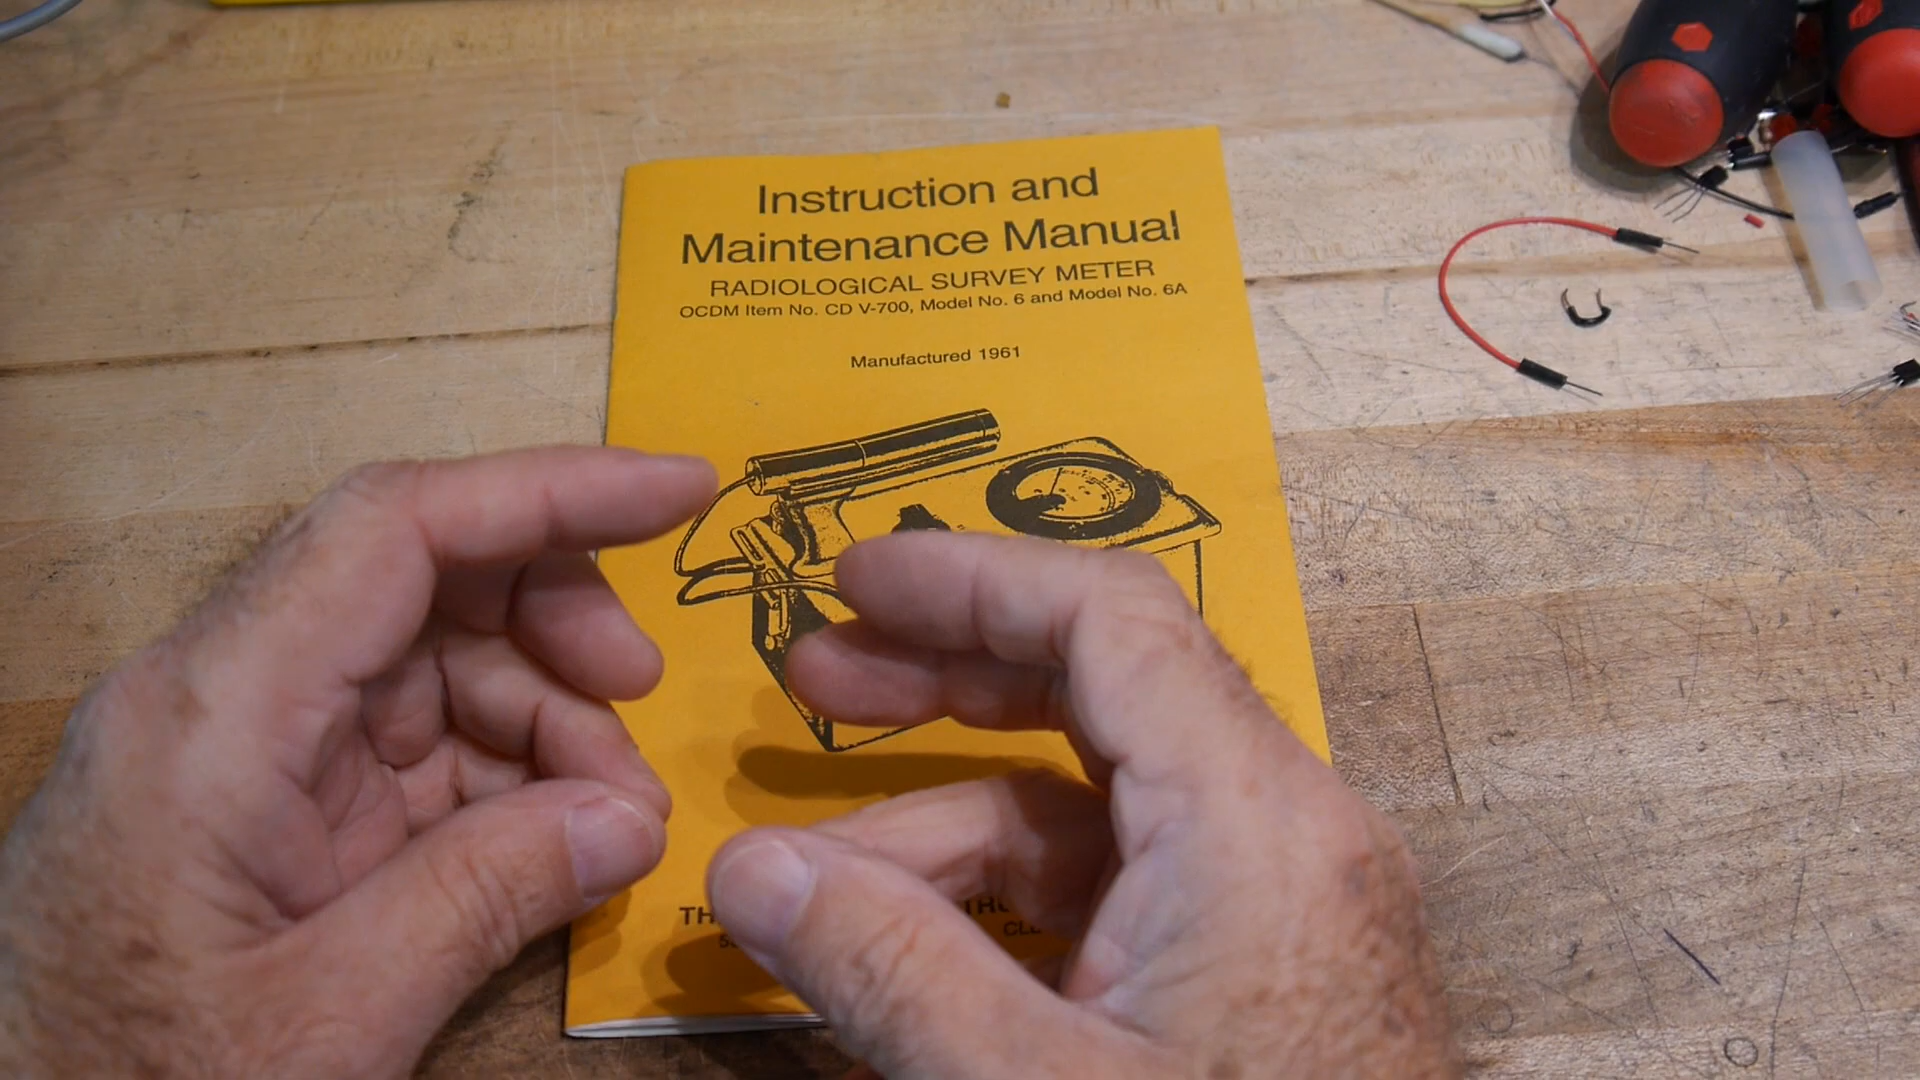 Instruction and
Maintenance Manual
RADIOLOGICAL SURVEY METER
OCDM Item No. CD V-700, Model No. 6 and Model No. 6A
Manufactured 1961